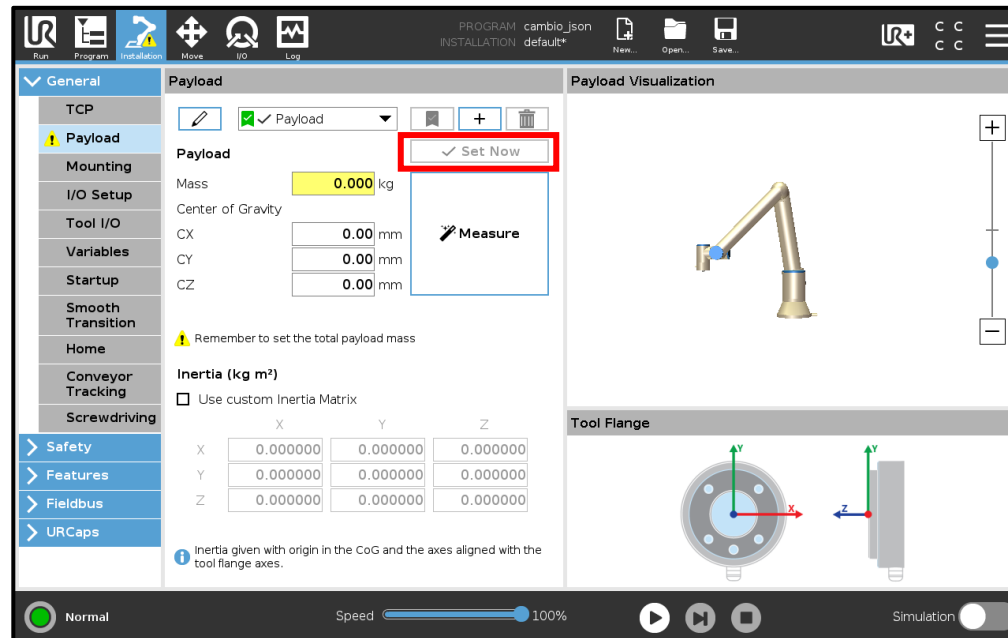 UR
PROGRAM cambio_json
INSTALLATION default*
UR+
C C
C C
Run
Program
Installation
Move
I/O
Log
New...
Open...
Save...
General
TCP
Payload
Mounting
I/O Setup
Tool I/O
Variables
Startup
Smooth
Transition
Home
Conveyor
Tracking
Screwdriving
Safety
Features
Fieldbus
URCaps
Payload
Payload
+
Payload
Set Now
Mass 0.000 kg
Center of Gravity
CX 0.00 mm
CY 0.00 mm
CZ 0.00 mm
Measure
Remember to set the total payload mass
Inertia (kg m²)
Use custom Inertia Matrix
X Y Z
X 0.000000 0.000000 0.000000
Y 0.000000 0.000000 0.000000
Z 0.000000 0.000000 0.000000
Inertia given with origin in the CoG and the axes aligned with the
tool flange axes.
Payload Visualization
+
−
Tool Flange
Y Y
X Z
Normal
Speed 100%
Simulation